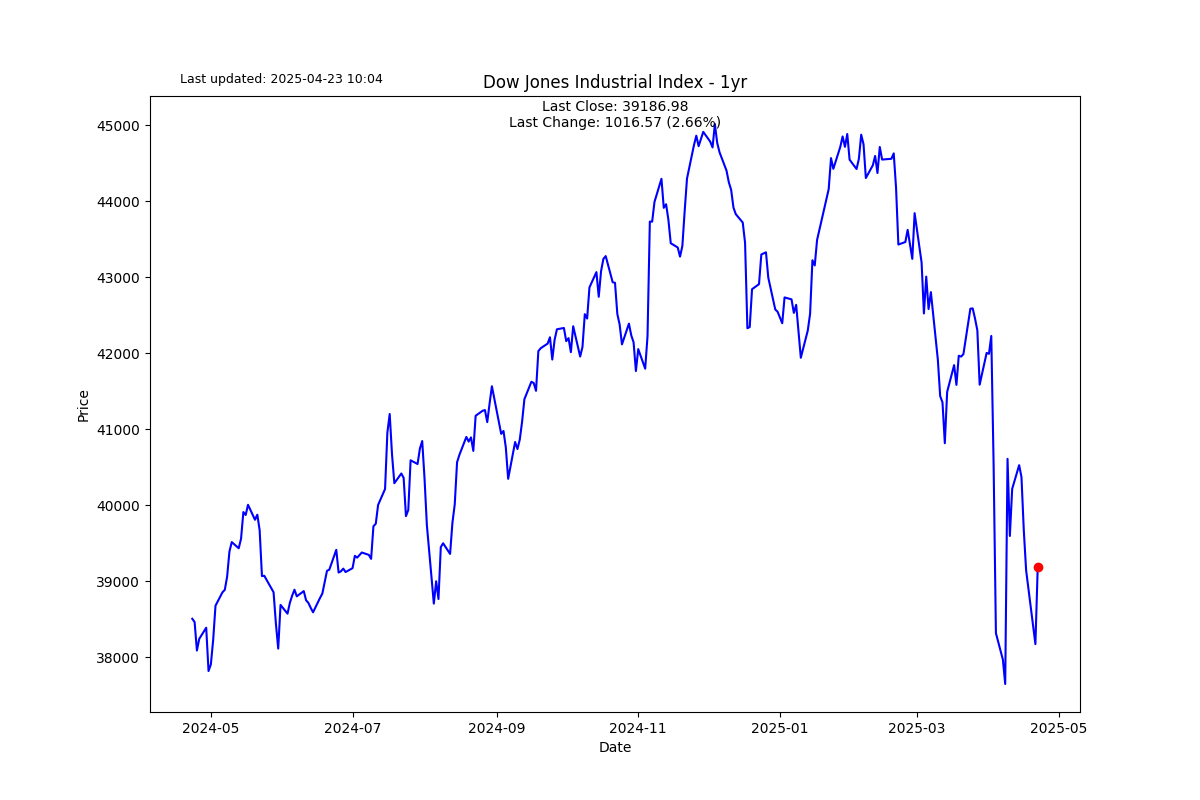 Last updated: 2025-04-23 10:04
Dow Jones Industrial Index - 1yr
Last Close: 39186.98
Last Change: 1016.57 (2.66%)
45000
44000
43000
42000
41000
40000
39000
38000
Price
2024-05
2024-07
2024-09
2024-11
2025-01
2025-03
2025-05
Date